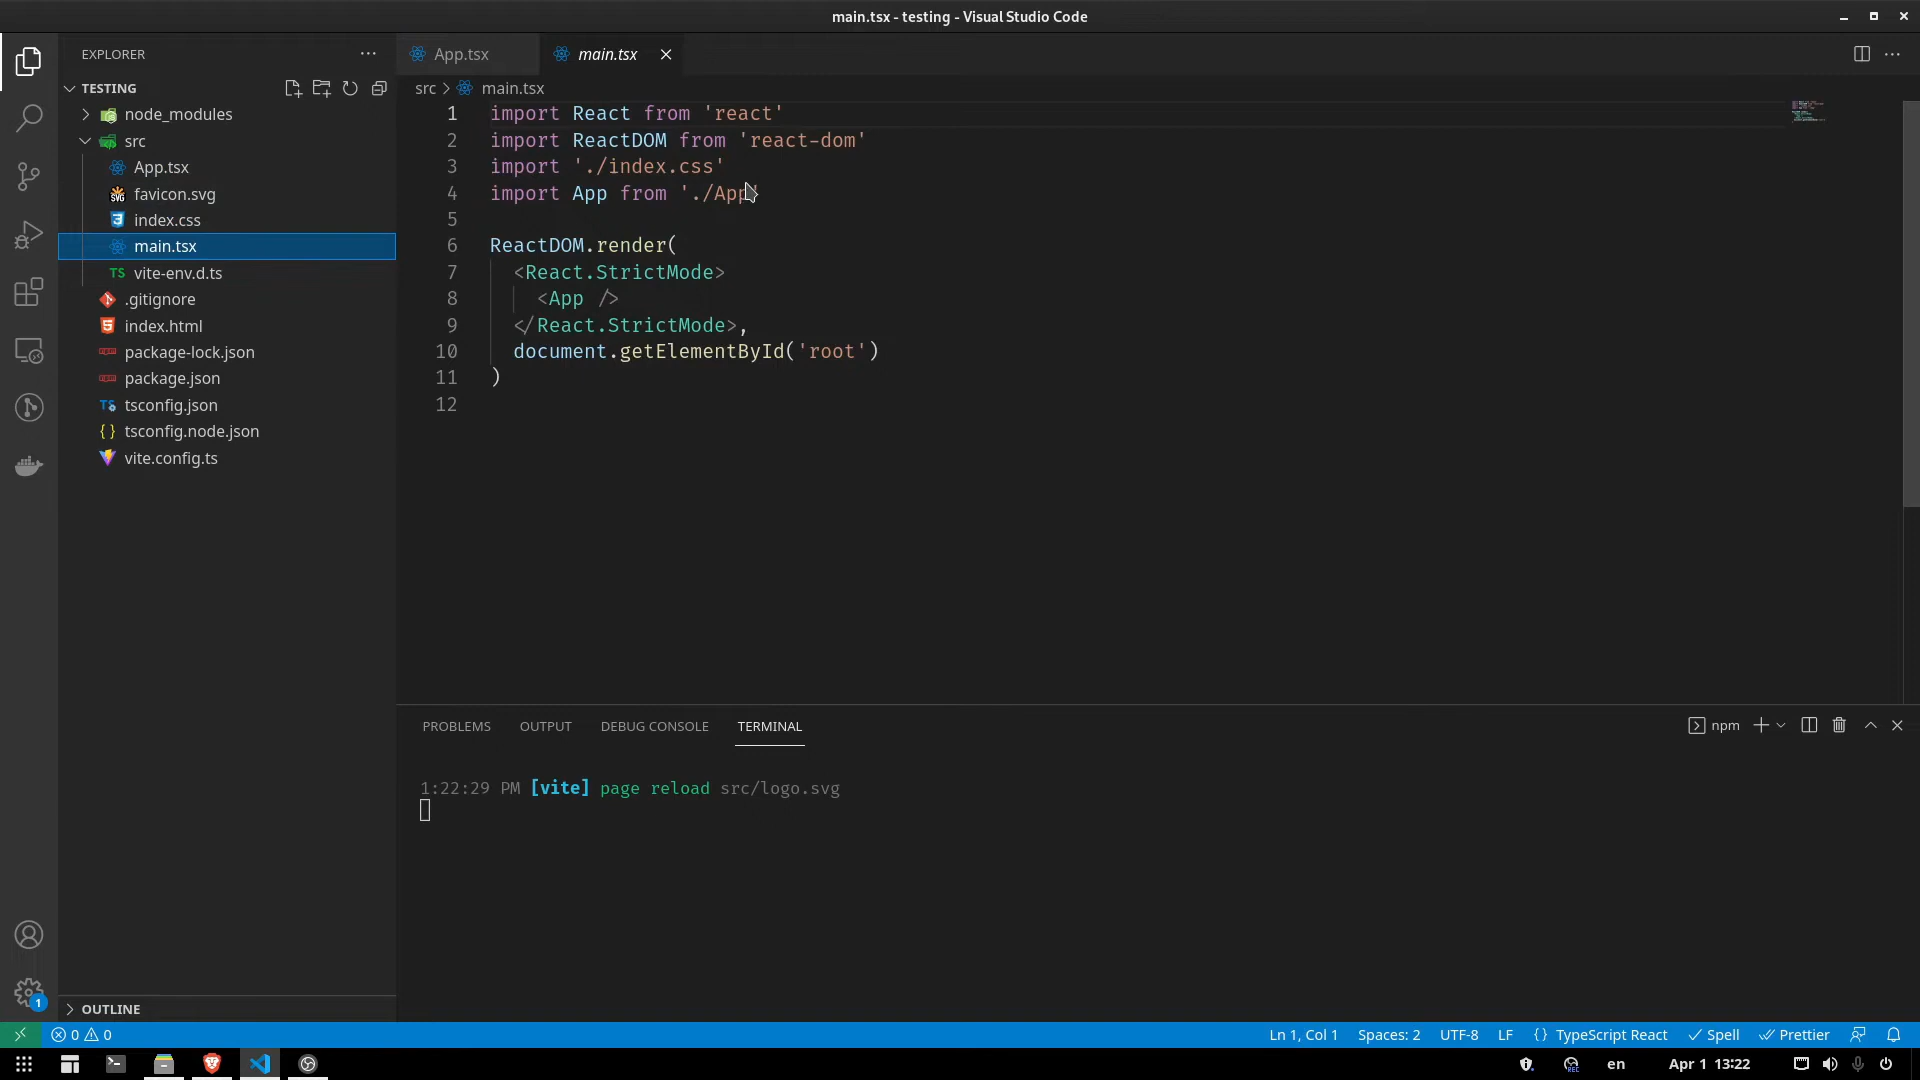 main.tsx - testing - Visual Studio Code
EXPLORER
TESTING
node_modules
src
App.tsx
favicon.svg
index.css
main.tsx
TS vite-env.d.ts
.gitignore
index.html
package-lock.json
package.json
tsconfig.json
{ } tsconfig.node.json
vite.config.ts
OUTLINE
1
App.tsx
main.tsx
src > main.tsx
1 import React from 'react'
2 import ReactDOM from 'react-dom'
3 import './index.css'
4 import App from './App'
5
6 ReactDOM.render(
7 <React.StrictMode>
8 <App />
9 </React.StrictMode>,
10 document.getElementById('root')
11 )
12
PROBLEMS OUTPUT DEBUG CONSOLE TERMINAL
npm
1:22:29 PM [vite] page reload src/logo.svg
0 0 Ln 1, Col 1 Spaces: 2 UTF-8 LF { } TypeScript React Spell Prettier
en Apr 1 13:22